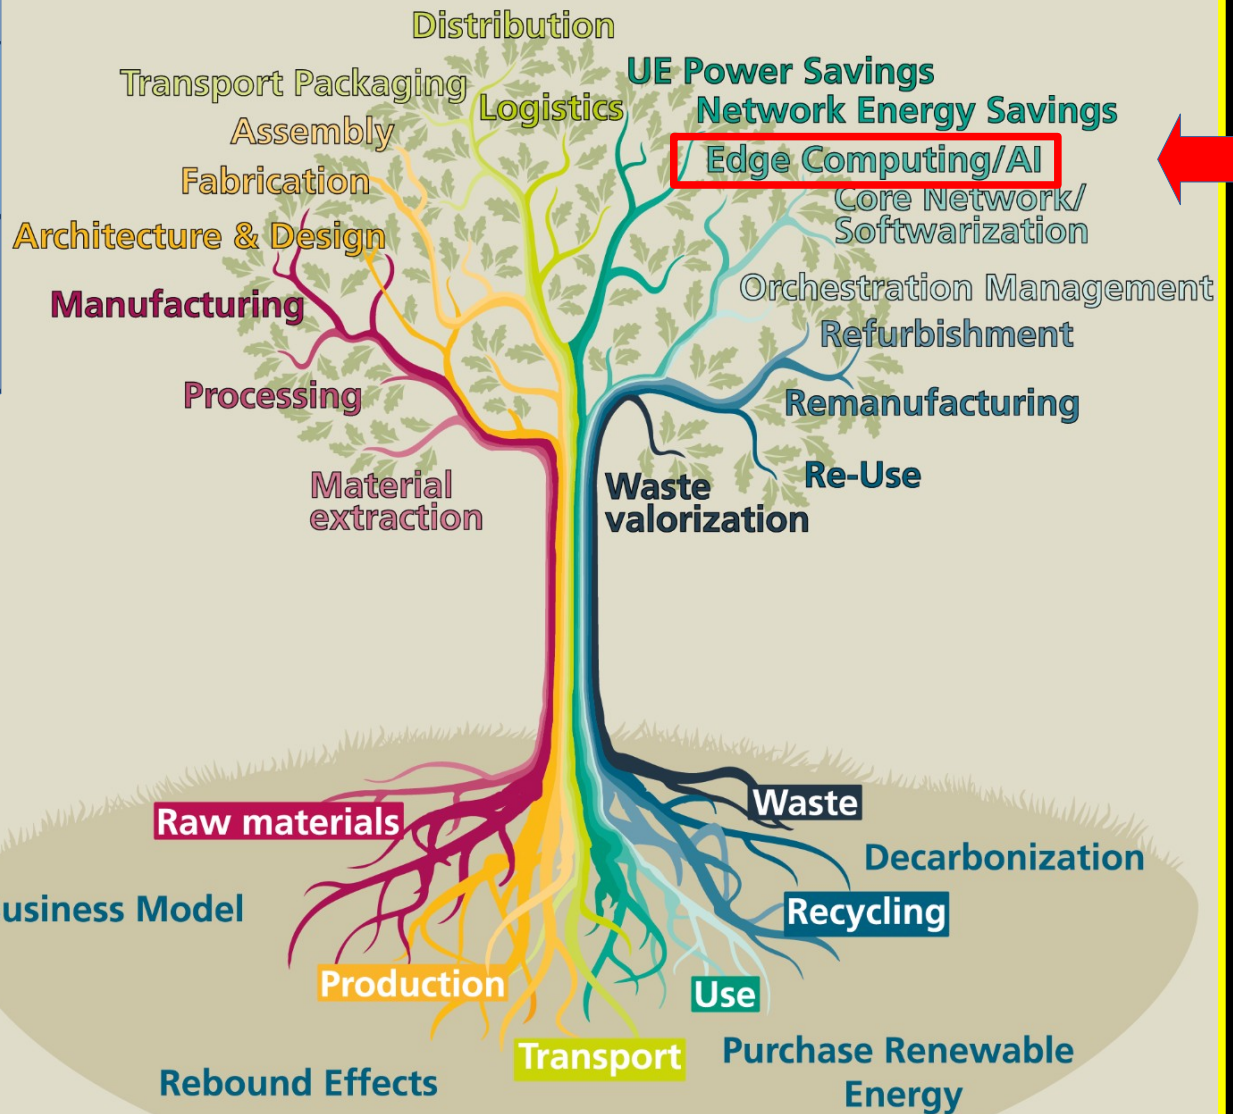 Distribution
UE Power Savings
Transport Packaging
Logistics
Network Energy Savings
Assembly
Edge Computing/AI
Fabrication
Core Network/
Softwarization
Architecture & Design
Orchestration Management
Manufacturing
Refurbishment
Processing
Remanufacturing
Re-Use
Material
extraction
Waste
valorization
Waste
Raw materials
Decarbonization
usiness Model
Recycling
Production
Use
Transport
Purchase Renewable
Energy
Rebound Effects